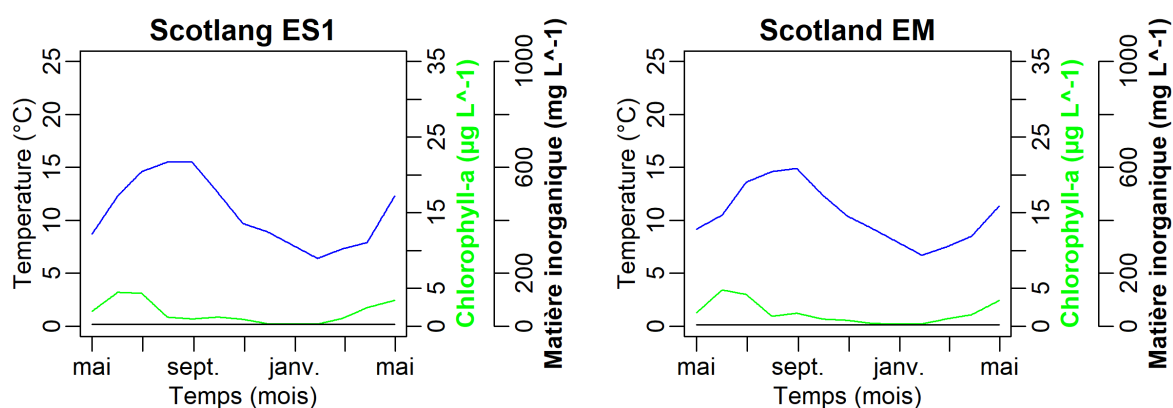 Scotlang ES1
25
20
15
10
5
0
Temperature (°C)
mai
sept.
janv.
mai
Temps (mois)
35
25
15
5
0
Chlorophyll-a (µg L^-1)
1000
600
200
0
Matière inorganique (mg L^-1)
Scotland EM
25
20
15
10
5
0
Temperature (°C)
mai
sept.
janv.
mai
Temps (mois)
35
25
15
5
0
Chlorophyll-a (µg L^-1)
1000
600
200
0
Matière inorganique (mg L^-1)